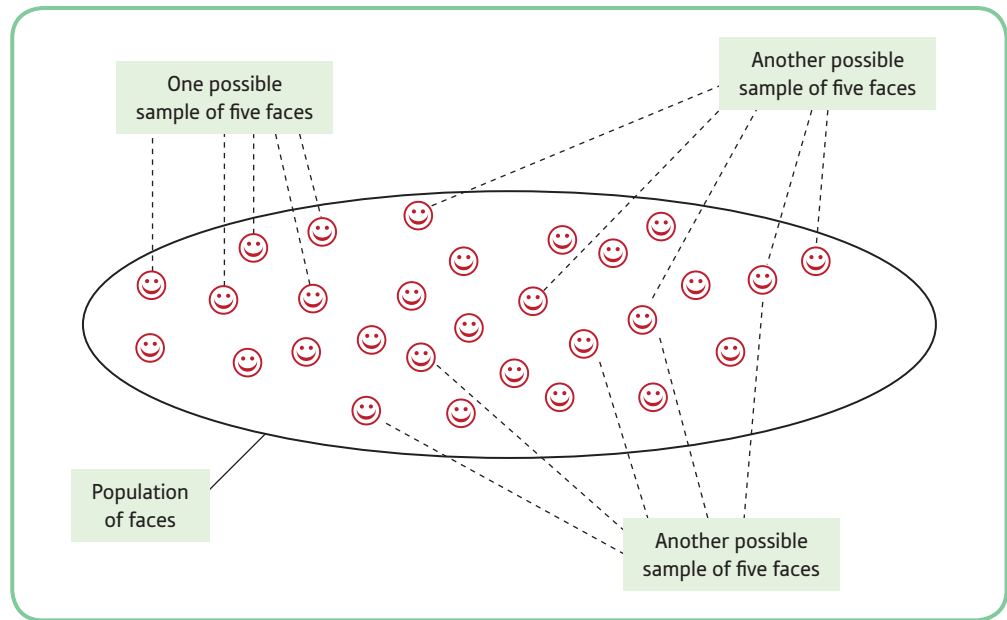 One possible
sample of five faces
Another possible
sample of five faces
Population
of faces
Another possible
sample of five faces